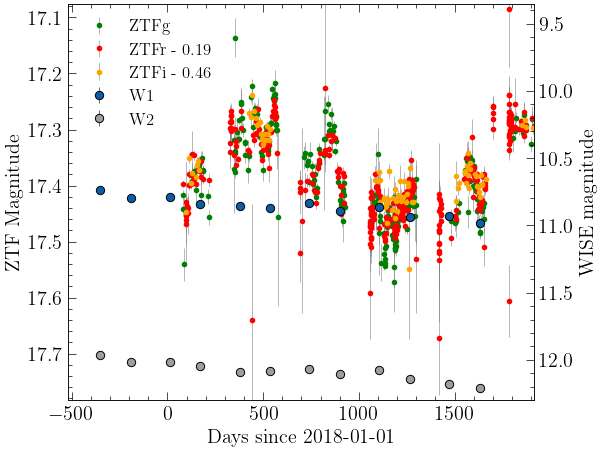 17.1
17.2
17.3
17.4
17.5
17.6
17.7
ZTF Magnitude
ZTFg
ZTFr - 0.19
ZTFi - 0.46
W1
W2
9.5
10.0
10.5
11.0
11.5
12.0
WISE magnitude
−500 0 500 1000 1500
Days since 2018-01-01